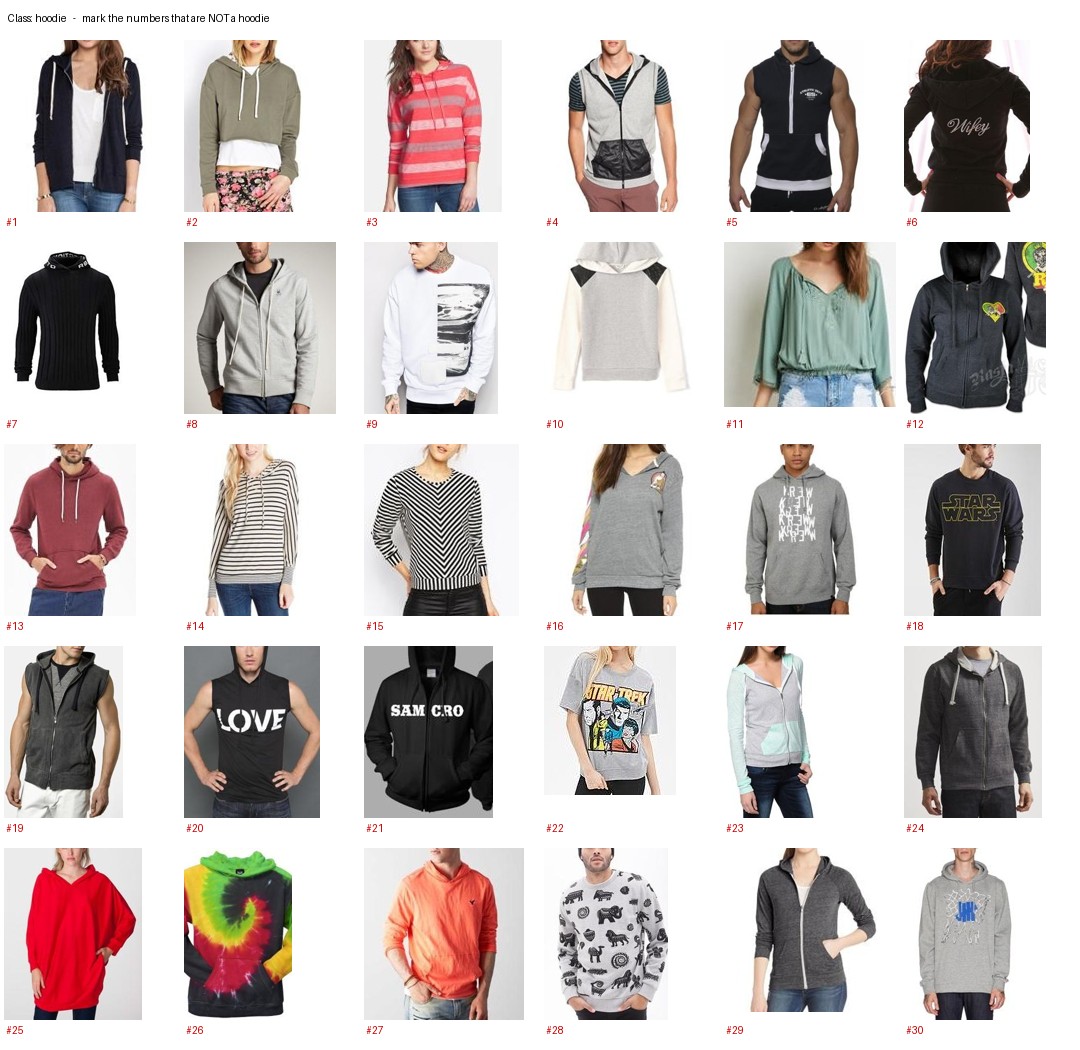 Class: hoodie - mark the numbers that are NOT a hoodie
#1 #2 #3 #4 #5 #6
Wifey
#7 #8 #9 #10 #11 #12
#13 #14 #15 #16 #17 #18
KREW
STAR
WARS
#19 #20 #21 #22 #23 #24
LOVE
SAM CRO
STAR TREK
#25 #26 #27 #28 #29 #30